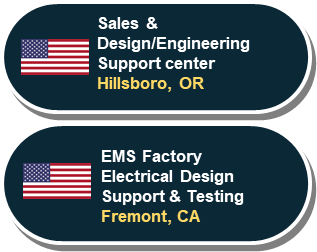 Sales &
Design/Engineering
Support center
Hillsboro, OR
EMS Factory
Electrical Design
Support & Testing
Fremont, CA